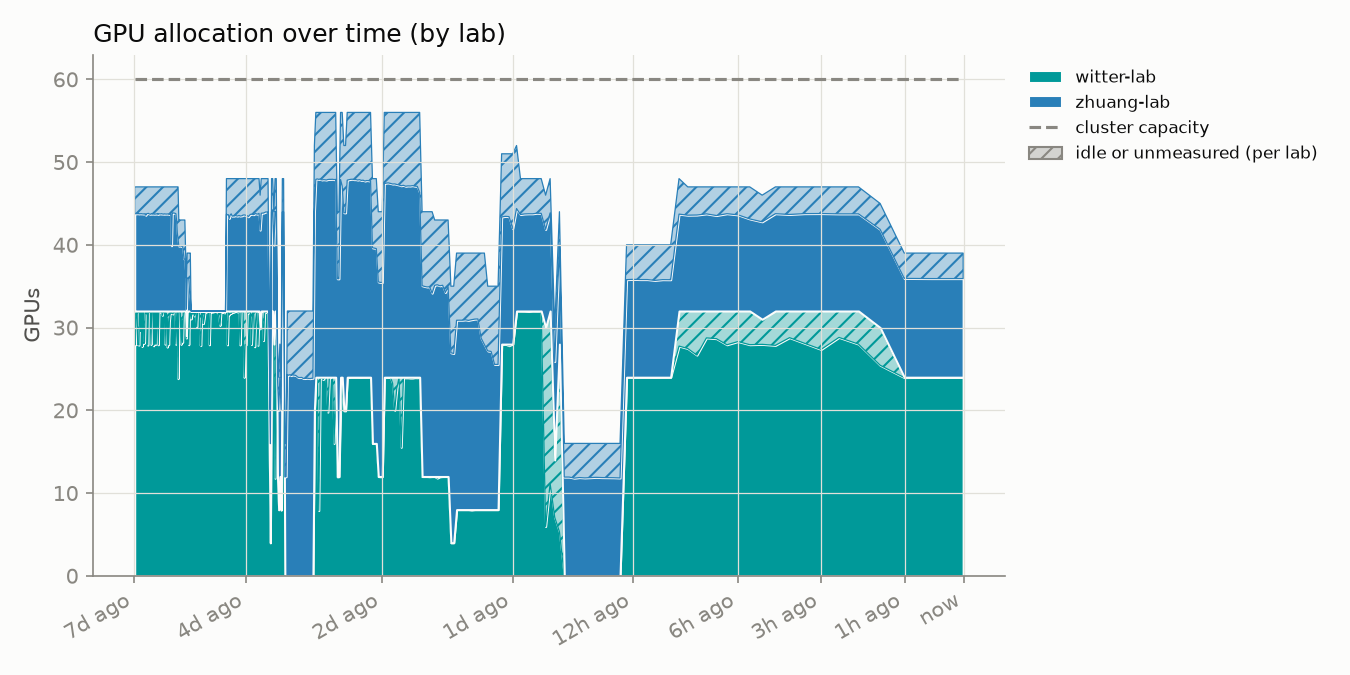 GPU allocation over time (by lab)
GPUs
60
50
40
30
20
10
0
7d ago
4d ago
2d ago
1d ago
12h ago
6h ago
3h ago
1h ago
now
witter-lab
zhuang-lab
cluster capacity
idle or unmeasured (per lab)